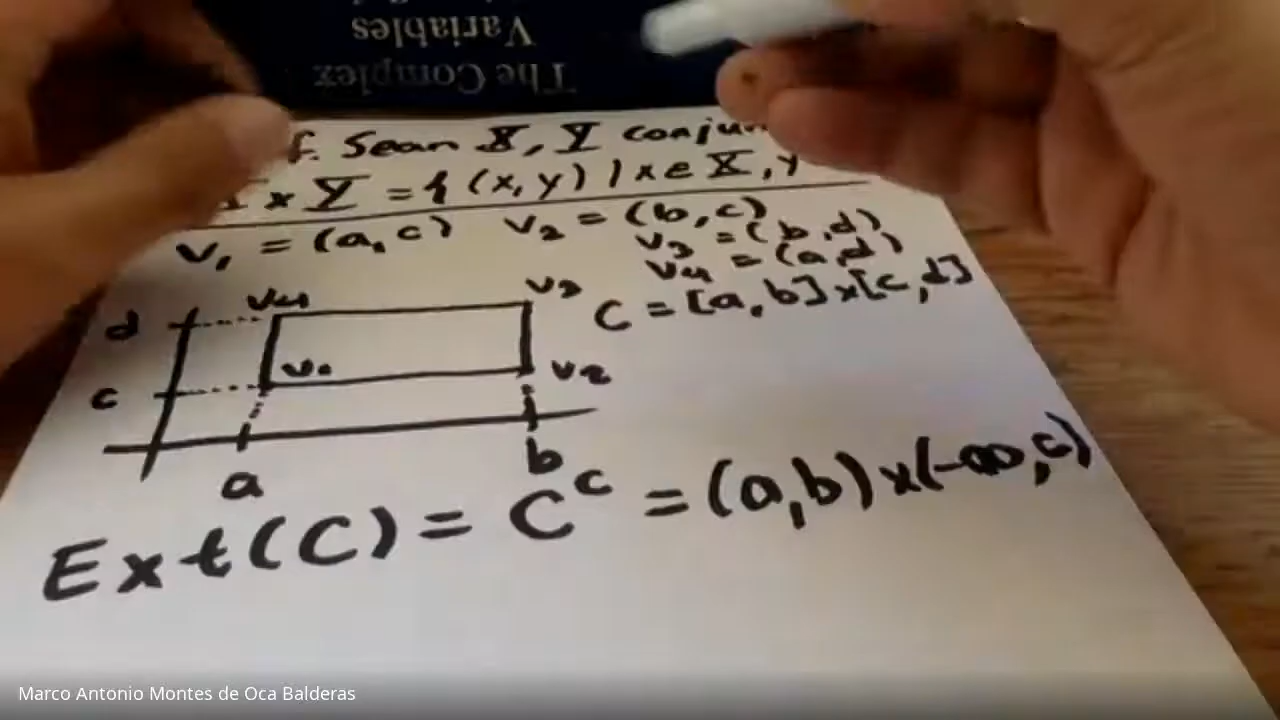 The Complex
Variables
f. Sean X, Y conjun
X x Y = { (x, y) | x e X, y
v₁ = (a, c) v₂ = (b, c)
v₃ = (b, d)
v₄ = (a, d)
C = [a, b] x [c, d]
v₄ v₃
d
v₁ v₂
c
a b
Ext(C) = Cᶜ = (a, b) x (-∞, c)
Marco Antonio Montes de Oca Balderas